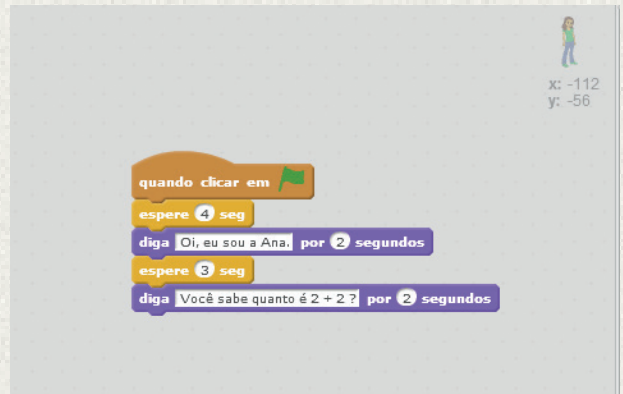 x: -112
y: -56
quando clicar em
espere 4 seg
diga Oi, eu sou a Ana. por 2 segundos
espere 3 seg
diga Você sabe quanto é 2 + 2 ? por 2 segundos